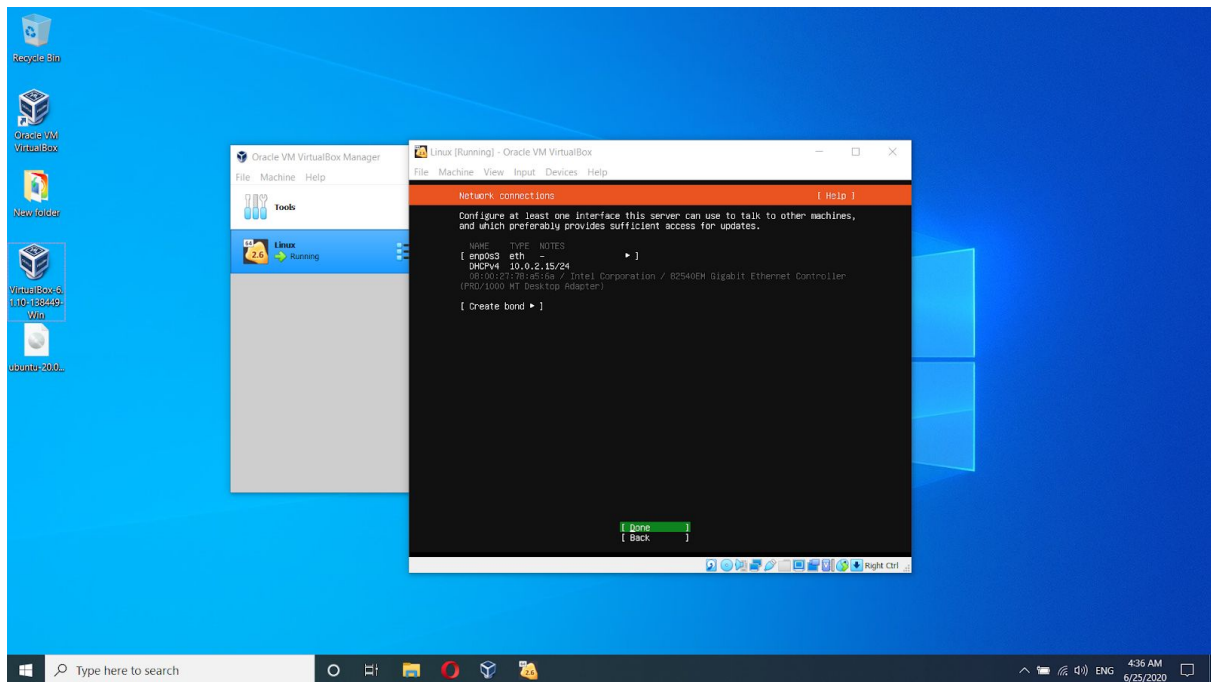 Recycle Bin
Oracle VM
VirtualBox
New folder
VirtualBox-6.
1.10-138449-
Win
ubuntu-20.0...
Oracle VM VirtualBox Manager
File Machine Help
Tools
64
2.6
Linux
Running
Linux [Running] - Oracle VM VirtualBox
File Machine View Input Devices Help
Network connections [ Help ]
Configure at least one interface this server can use to talk to other machines,
and which preferably provides sufficient access for updates.
NAME TYPE NOTES
[ enp0s3 eth - ▸ ]
DHCPv4 10.0.2.15/24
08:00:27:78:a5:6a / Intel Corporation / 82540EM Gigabit Ethernet Controller
(PRO/1000 MT Desktop Adapter)
[ Create bond ▸ ]
[ Done ]
[ Back ]
Right Ctrl
Type here to search
2.6
ENG
4:36 AM
6/25/2020